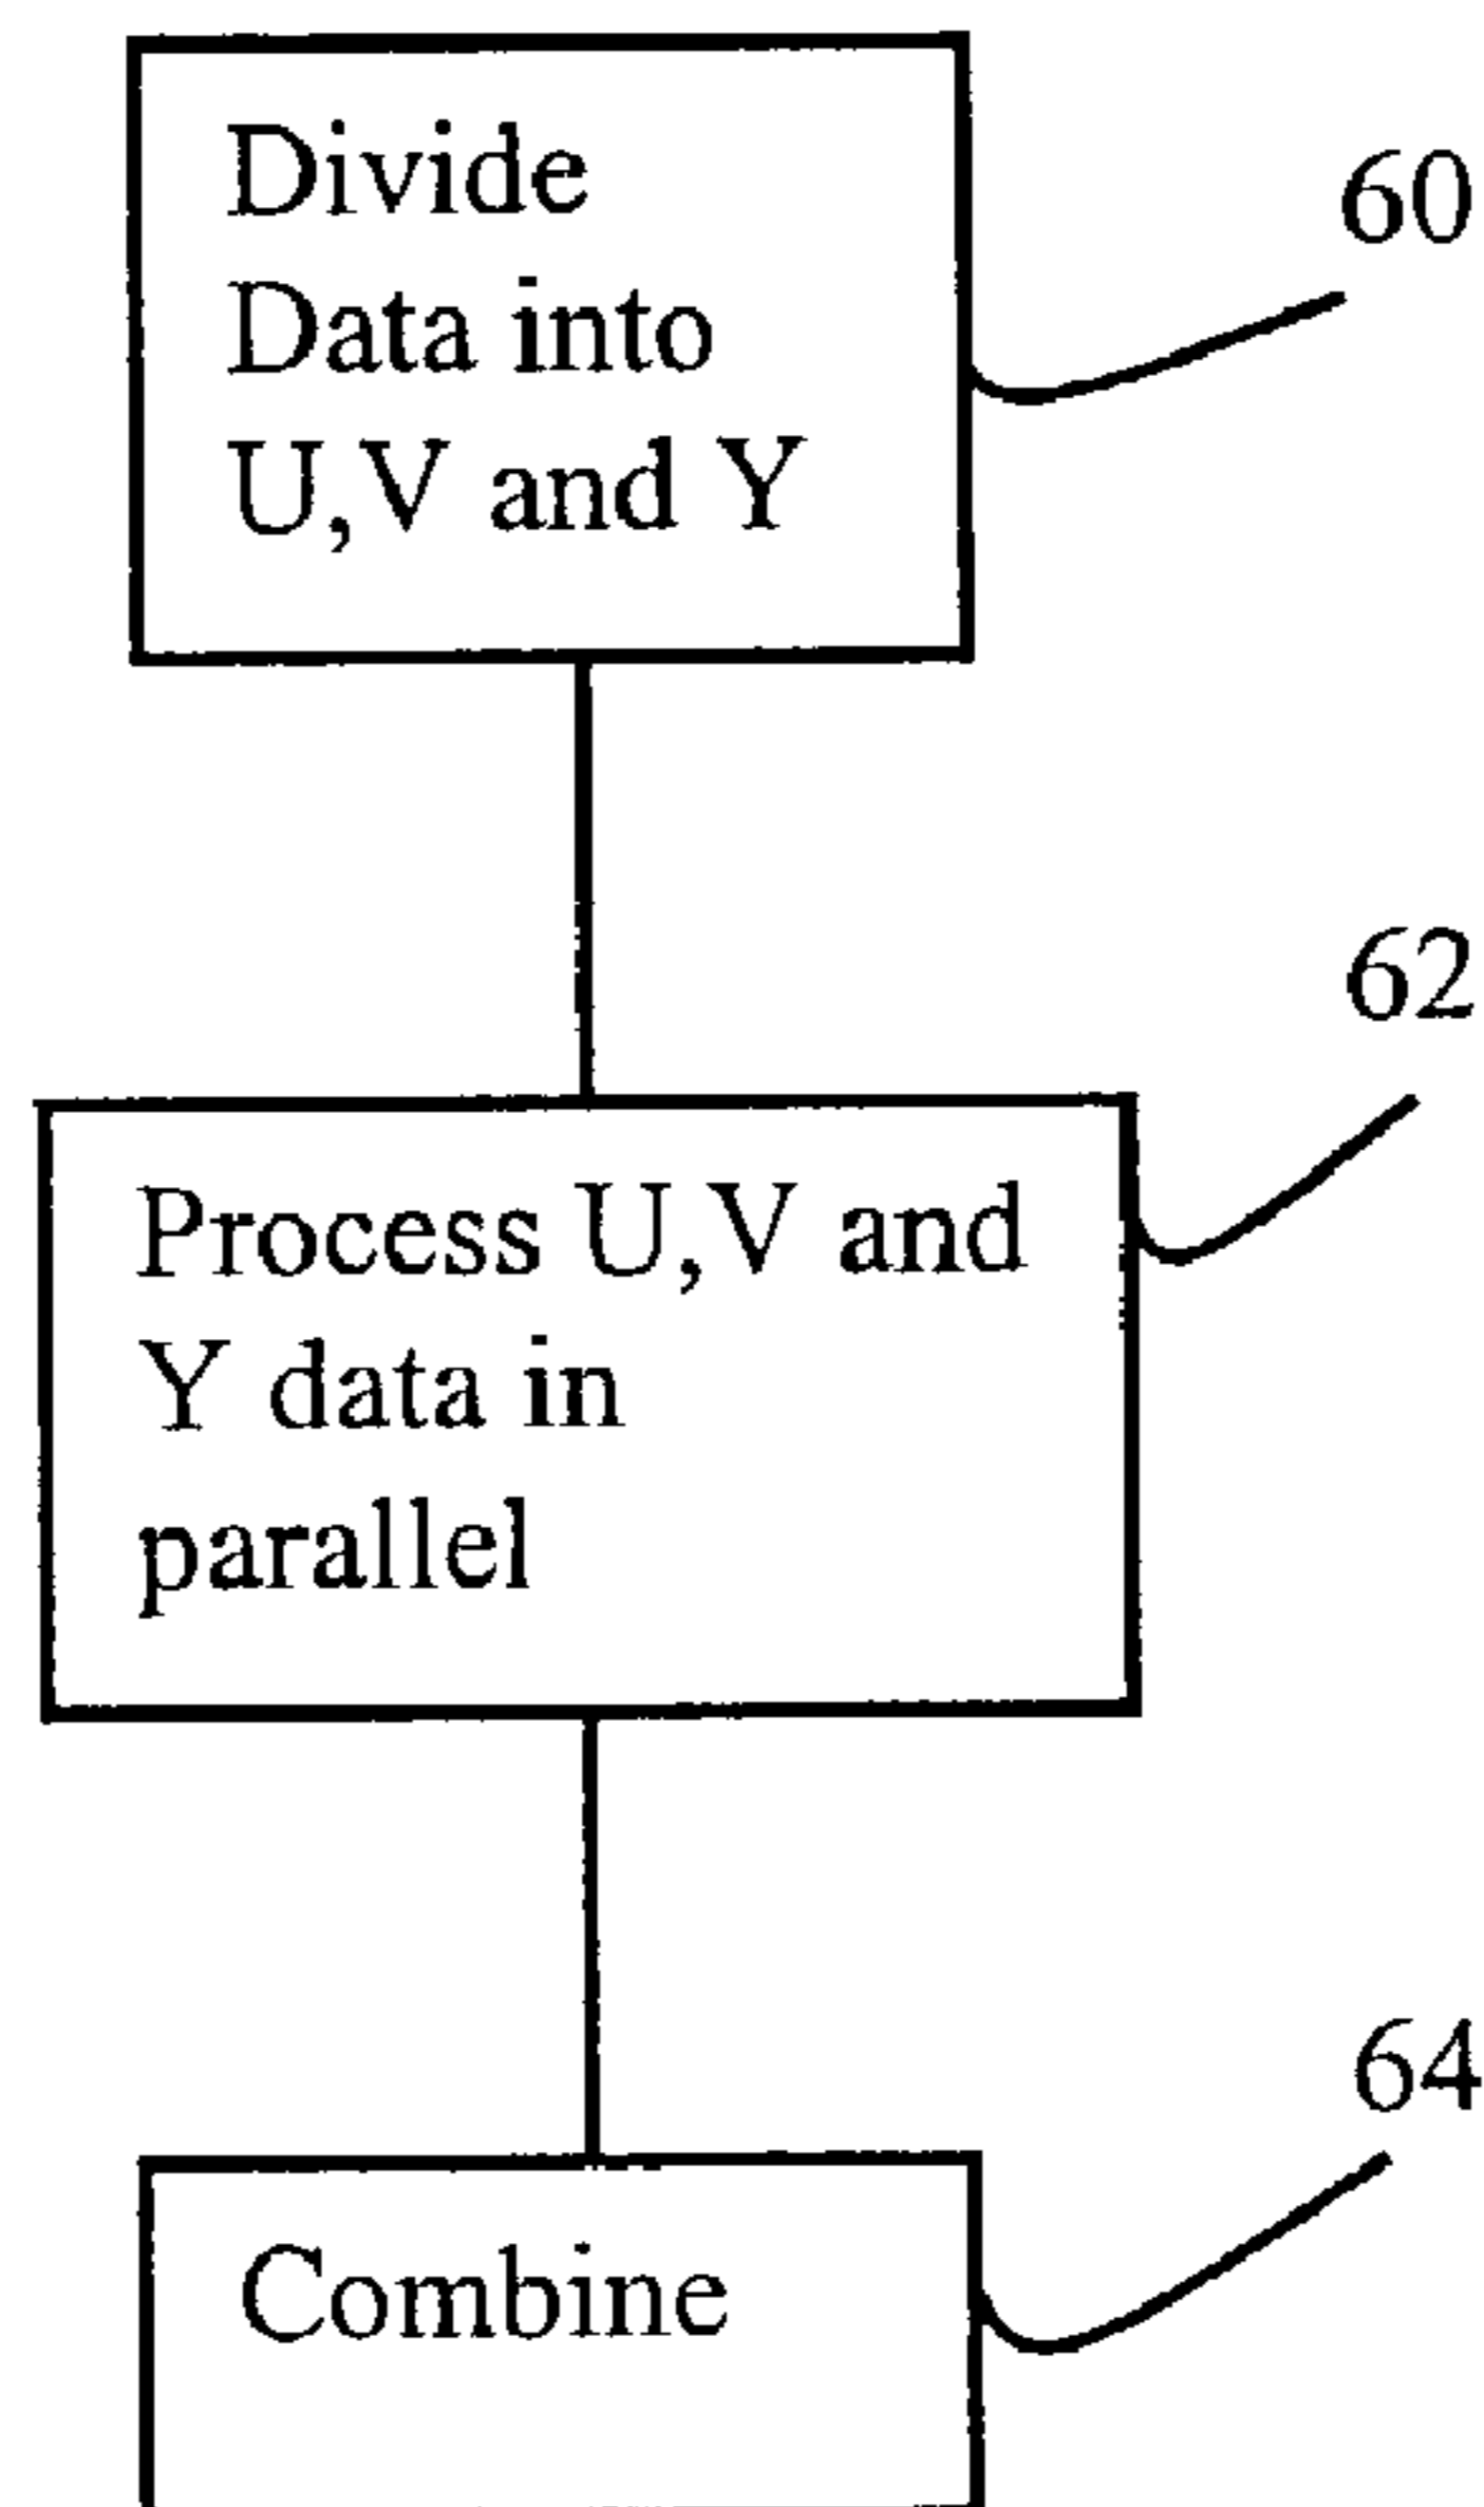 Divide
Data into
U,V and Y
60
62
Process U,V and
Y data in
parallel
64
Combine